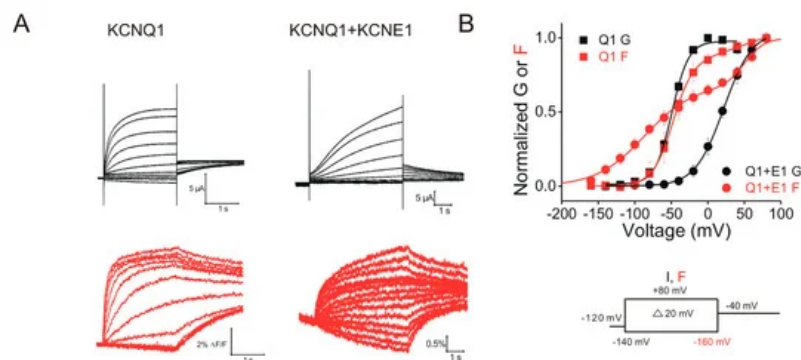 A
KCNQ1
KCNQ1+KCNE1
5 µA
1 s
5 µA
1 s
2% ΔF/F
1s
0.5%
1s
B
Normalized G or F
1.0
0.5
0.0
Q1 G
Q1 F
Q1+E1 G
Q1+E1 F
-200 -150 -100 -50 0 50 100
Voltage (mV)
I, F
+80 mV
-120 mV
△ 20 mV
-40 mV
-140 mV
-160 mV